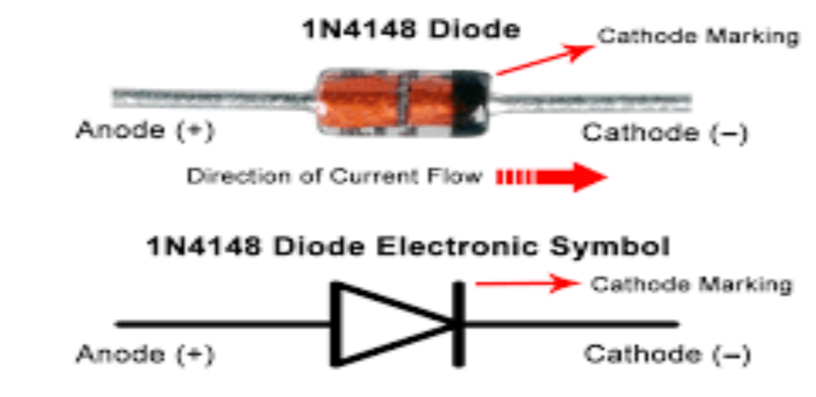 1N4148 Diode
Cathode Marking
Anode (+)
Cathode (–)
Direction of Current Flow
1N4148 Diode Electronic Symbol
Cathode Marking
Anode (+)
Cathode (–)